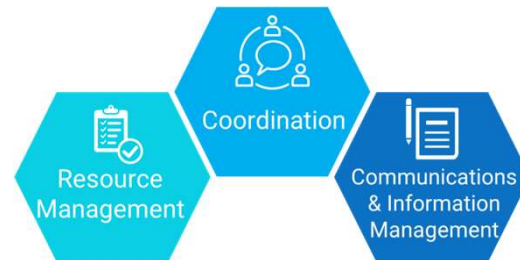 Coordination
Resource
Management
Communications
& Information
Management